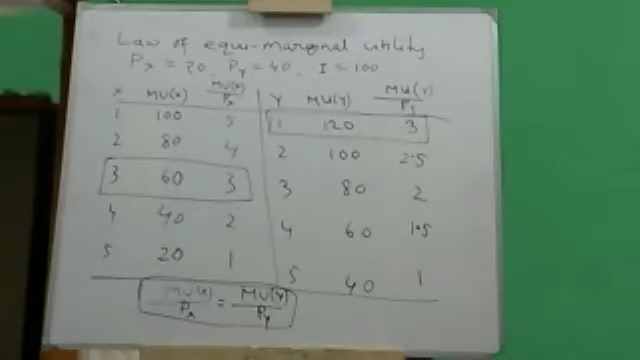 Law of equi-marginal utility
Px = 20, Py = 40, I = 100
X MU(X) MU(X)/Px Y MU(Y) MU(Y)/Py
1 100 5 1 120 3
2 80 4 2 100 2.5
3 60 3 3 80 2
4 40 2 4 60 1.5
5 20 1 5 40 1
MU(X)/Px = MU(Y)/Py